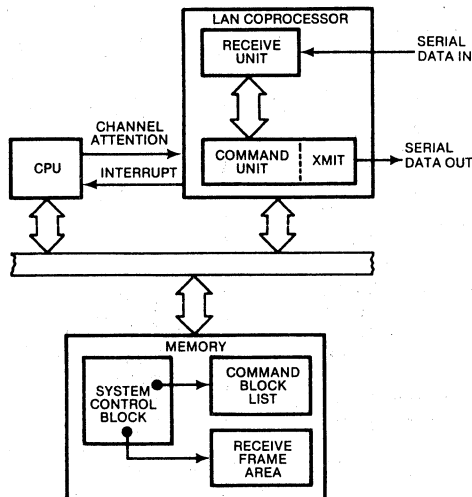 LAN COPROCESSOR
RECEIVE
UNIT
SERIAL
DATA IN
CHANNEL
ATTENTION
CPU
INTERRUPT
COMMAND
UNIT
XMIT
SERIAL
DATA OUT
MEMORY
SYSTEM
CONTROL
BLOCK
COMMAND
BLOCK
LIST
RECEIVE
FRAME
AREA